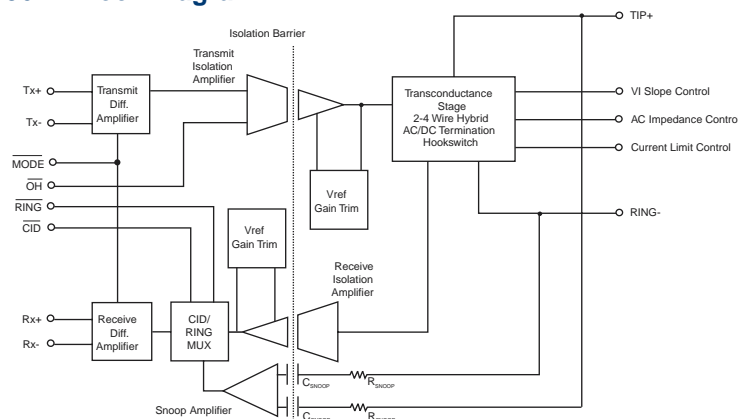 Isolation Barrier
TIP+
Transmit
Isolation
Amplifier
Tx+
Transmit
Diff.
Amplifier
Tx-
MODE
OH
RING
CID
Transconductance
Stage
2-4 Wire Hybrid
AC/DC Termination
Hookswitch
VI Slope Control
AC Impedance Contro
Current Limit Control
Vref
Gain Trim
RING-
Vref
Gain Trim
Receive
Isolation
Amplifier
Rx+
Receive
Diff.
Amplifier
Rx-
CID/
RING
MUX
CSNOOP
RSNOOP
Snoop Amplifier